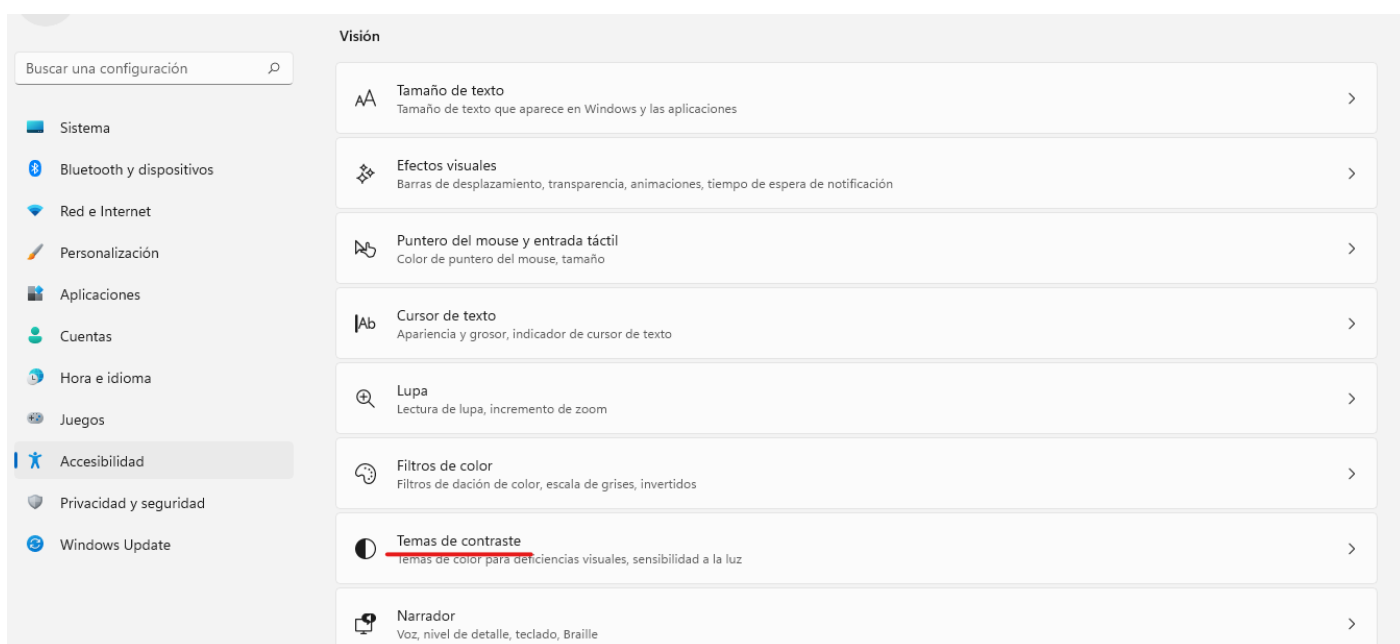 Buscar una configuración
Sistema
Bluetooth y dispositivos
Red e Internet
Personalización
Aplicaciones
Cuentas
Hora e idioma
Juegos
Accesibilidad
Privacidad y seguridad
Windows Update
Visión
Tamaño de texto
Tamaño de texto que aparece en Windows y las aplicaciones
Efectos visuales
Barras de desplazamiento, transparencia, animaciones, tiempo de espera de notificación
Puntero del mouse y entrada táctil
Color de puntero del mouse, tamaño
Cursor de texto
Apariencia y grosor, indicador de cursor de texto
Lupa
Lectura de lupa, incremento de zoom
Filtros de color
Filtros de dación de color, escala de grises, invertidos
Temas de contraste
Temas de color para deficiencias visuales, sensibilidad a la luz
Narrador
Voz, nivel de detalle, teclado, Braille